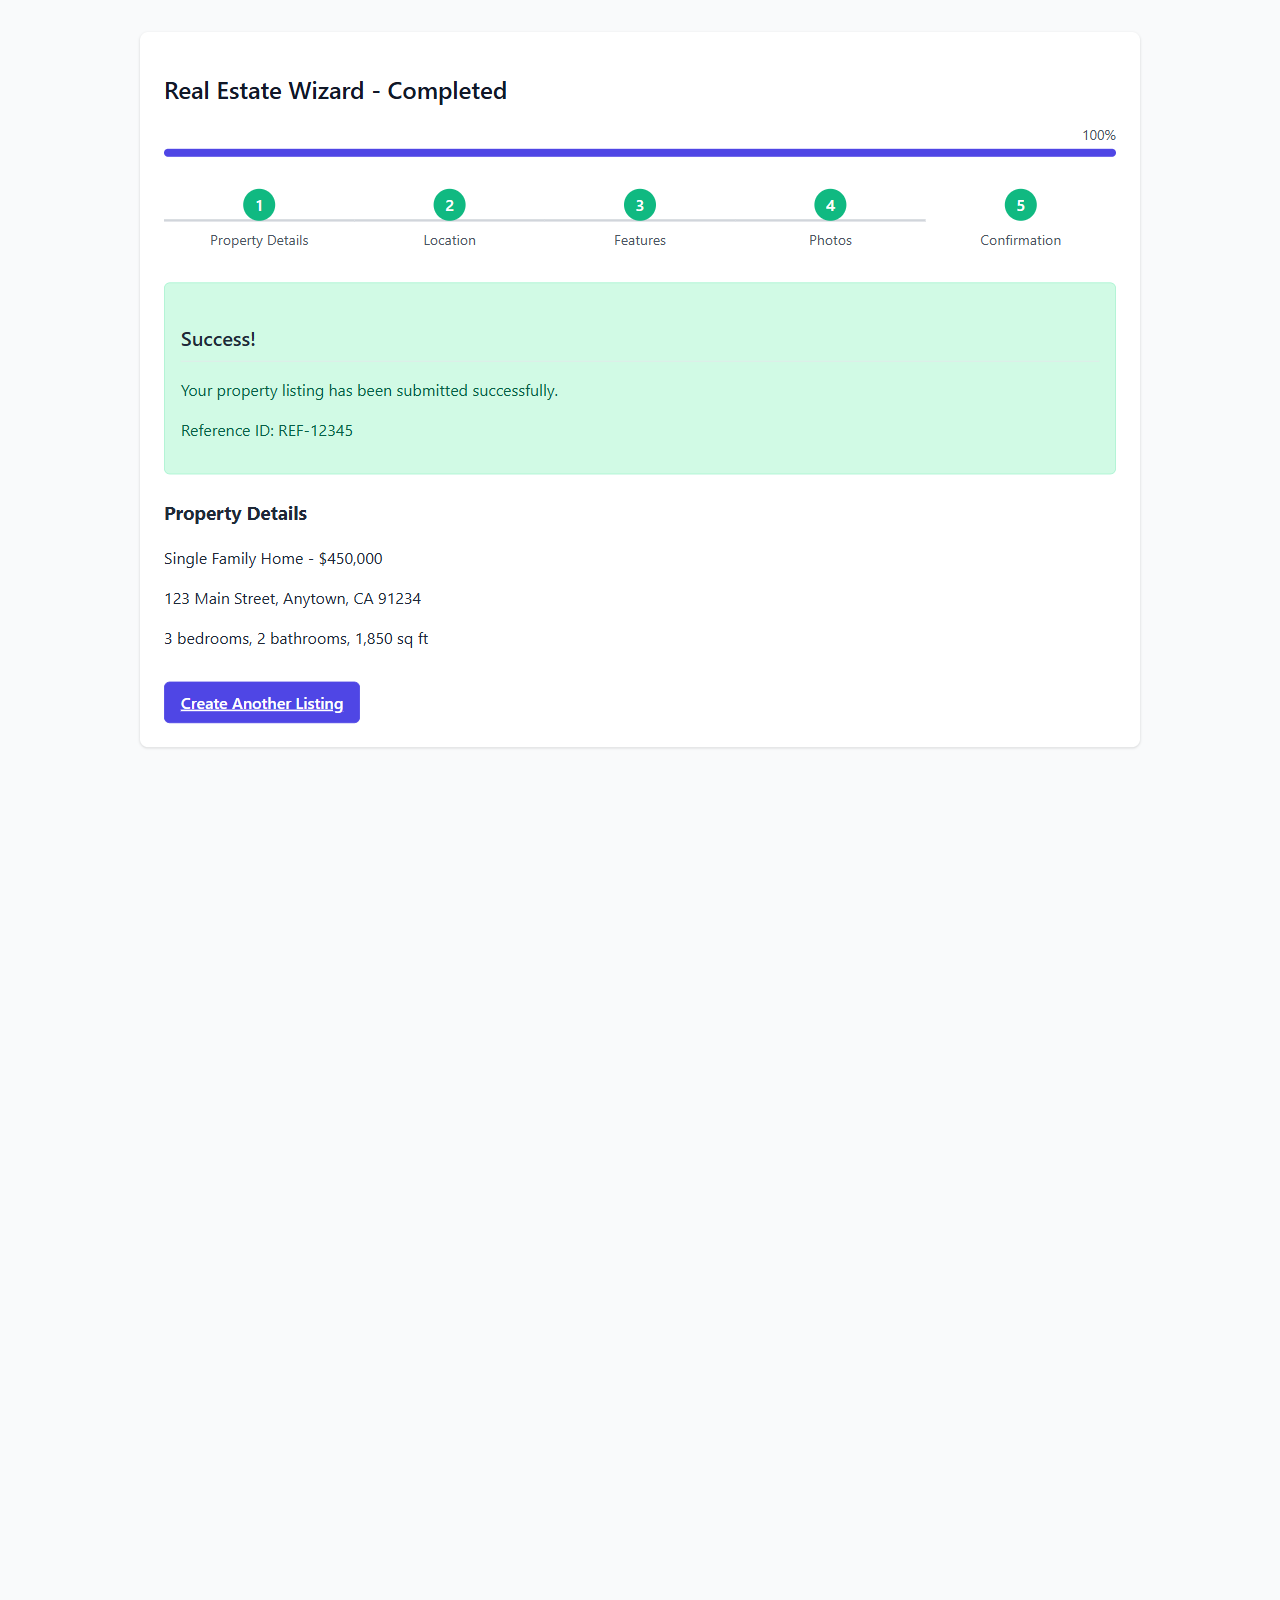 Real Estate Wizard - Completed
100%
1 2 3 4 5
Property Details Location Features Photos Confirmation
Success!
Your property listing has been submitted successfully.
Reference ID: REF-12345
Property Details
Single Family Home - $450,000
123 Main Street, Anytown, CA 91234
3 bedrooms, 2 bathrooms, 1,850 sq ft
Create Another Listing